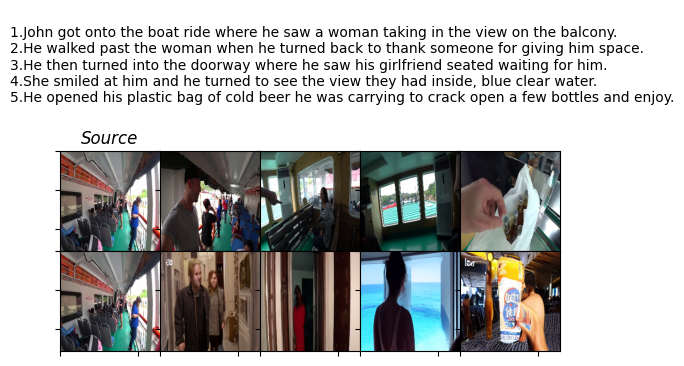 1.John got onto the boat ride where he saw a woman taking in the view on the balcony.
2.He walked past the woman when he turned back to thank someone for giving him space.
3.He then turned into the doorway where he saw his girlfriend seated waiting for him.
4.She smiled at him and he turned to see the view they had inside, blue clear water.
5.He opened his plastic bag of cold beer he was carrying to crack open a few bottles and enjoy.
Source